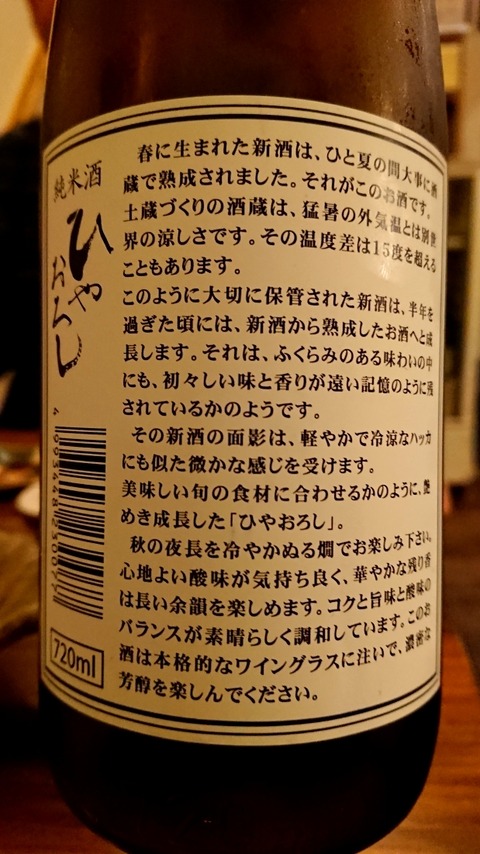 純米酒
ひやおろし
春に生まれた新酒は、ひと夏の間大事に酒
蔵で熟成されました。それがこのお酒です。
土蔵づくりの酒蔵は、猛暑の外気温とは別世
界の涼しさです。その温度差は15度を超える
こともあります。
このように大切に保管された新酒は、半年を
過ぎた頃には、新酒から熟成したお酒へと成
長します。それは、ふくらみのある味わいの中
にも、初々しい味と香りが遠い記憶のように残
されているかのようです。
その新酒の面影は、軽やかで冷涼なハッカ
にも似た微かな感じを受けます。
美味しい旬の食材に合わせるかのように、艶
めき成長した「ひやおろし」。
秋の夜長を冷やかぬる燗でお楽しみ下さい。
心地よい酸味が気持ち良く、華やかな残り香
は長い余韻を楽しめます。コクと旨味と酸味の
バランスが素晴らしく調和しています。このお
酒は本格的なワイングラスに注いで、濃密な
芳醇を楽しんでください。
720ml